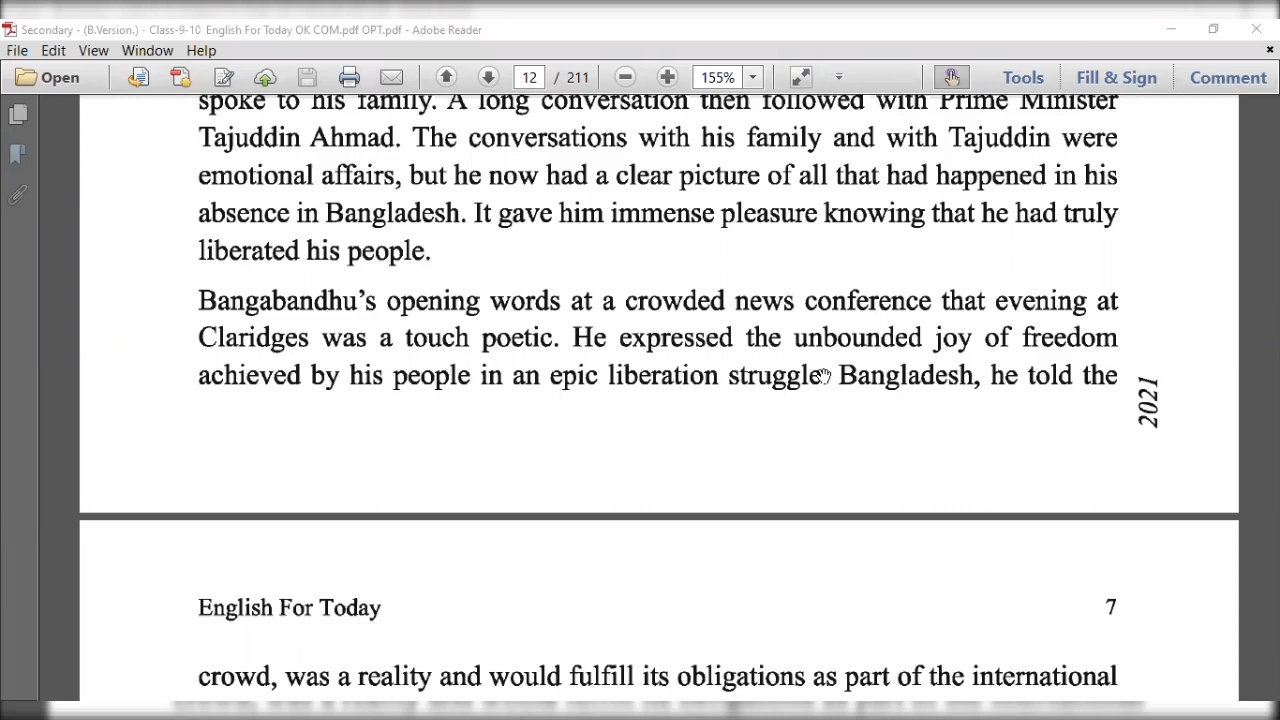 Secondary - (B.Version.) - Class-9-10 English For Today OK COM.pdf OPT.pdf - Adobe Reader
File Edit View Window Help
Open 12 / 211 155% Tools Fill & Sign Comment
spoke to his family. A long conversation then followed with Prime Minister
Tajuddin Ahmad. The conversations with his family and with Tajuddin were
emotional affairs, but he now had a clear picture of all that had happened in his
absence in Bangladesh. It gave him immense pleasure knowing that he had truly
liberated his people.
Bangabandhu’s opening words at a crowded news conference that evening at
Claridges was a touch poetic. He expressed the unbounded joy of freedom
achieved by his people in an epic liberation struggle. Bangladesh, he told the
2021
English For Today 7
crowd, was a reality and would fulfill its obligations as part of the international